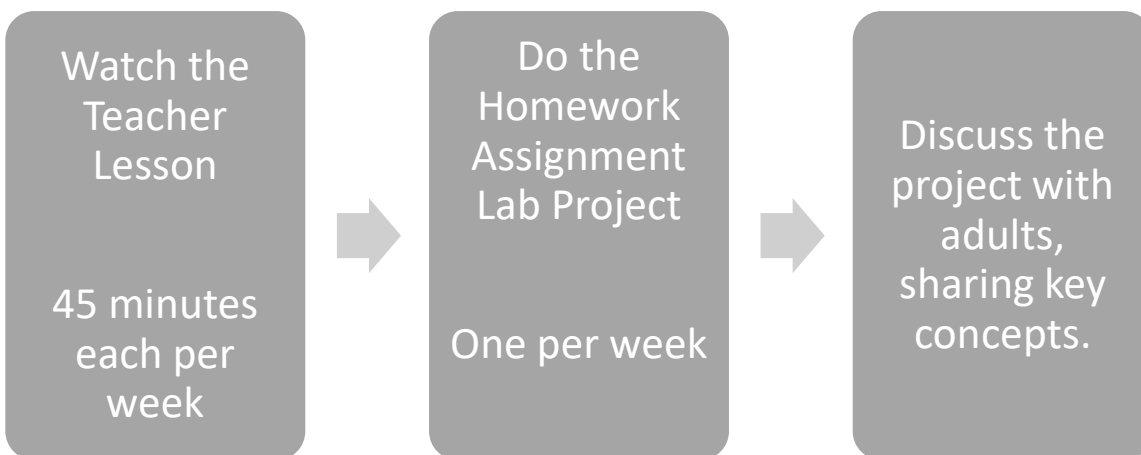 Watch the
Teacher
Lesson
45 minutes
each per
week
Do the
Homework
Assignment
Lab Project
One per week
Discuss the
project with
adults,
sharing key
concepts.